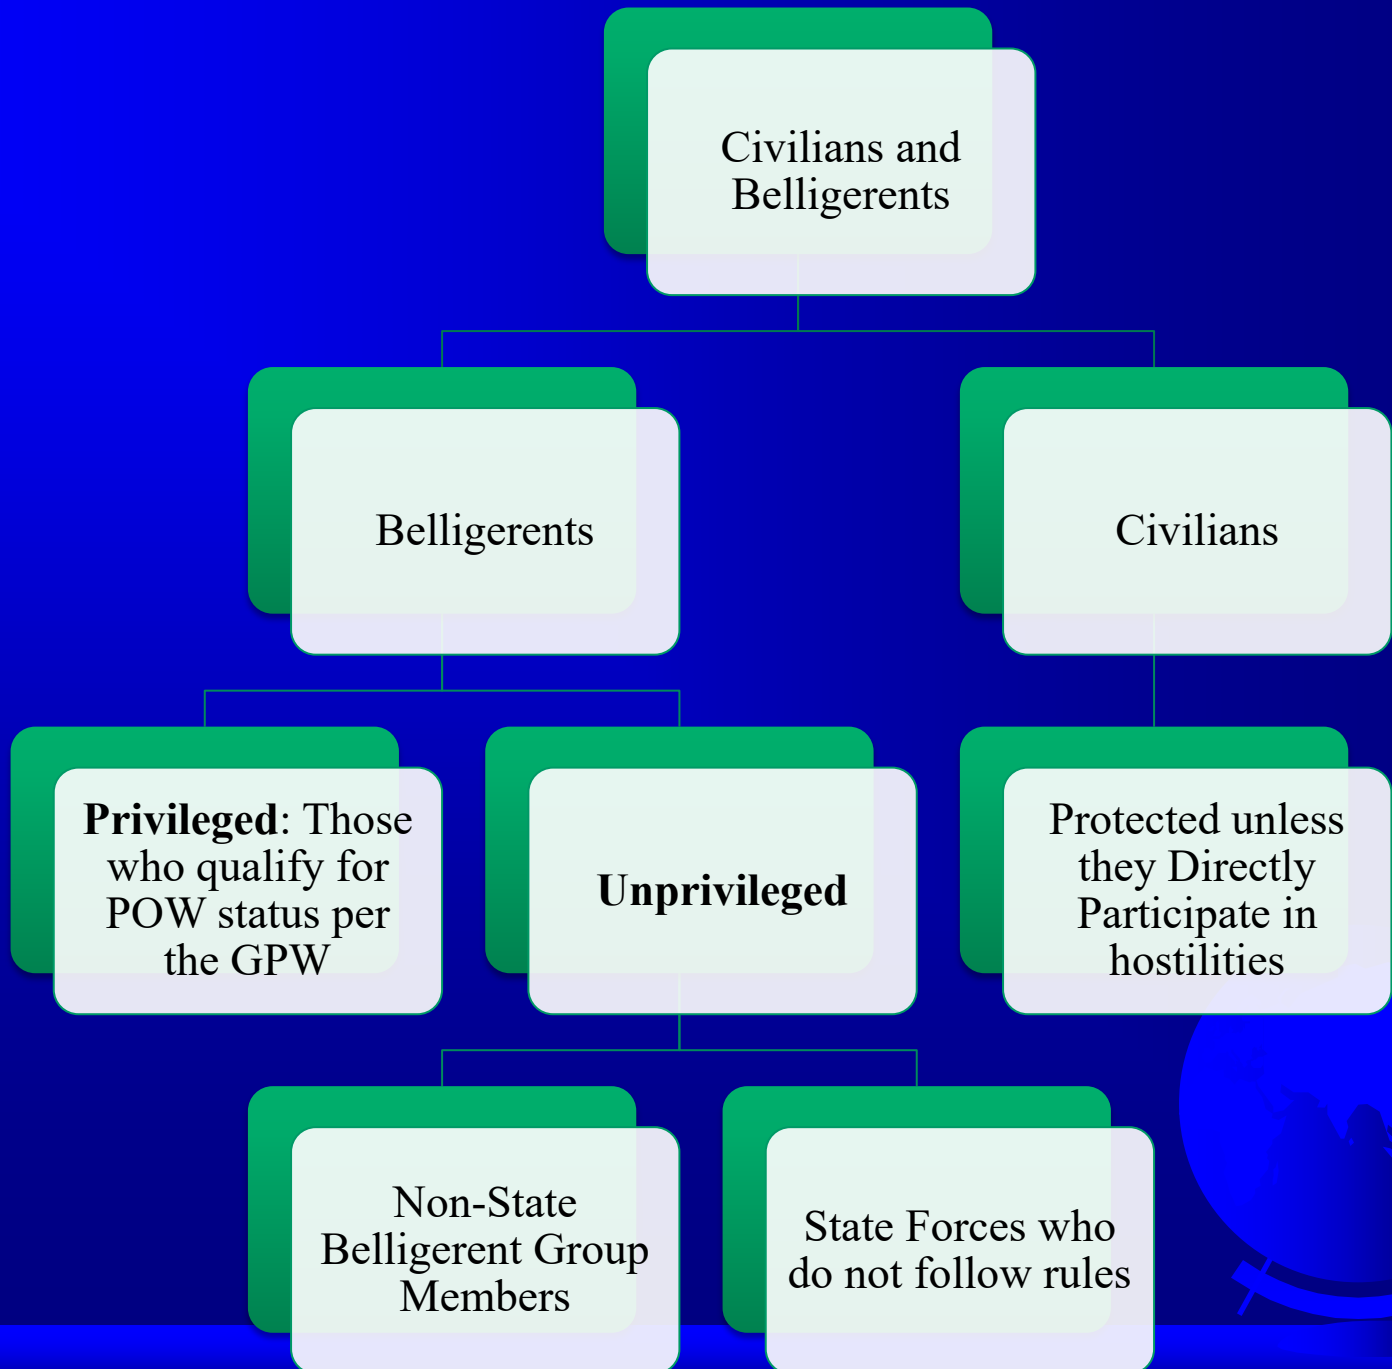 Civilians and
Belligerents
Belligerents
Civilians
Privileged: Those
who qualify for
POW status per
the GPW
Unprivileged
Protected unless
they Directly
Participate in
hostilities
Non-State
Belligerent Group
Members
State Forces who
do not follow rules